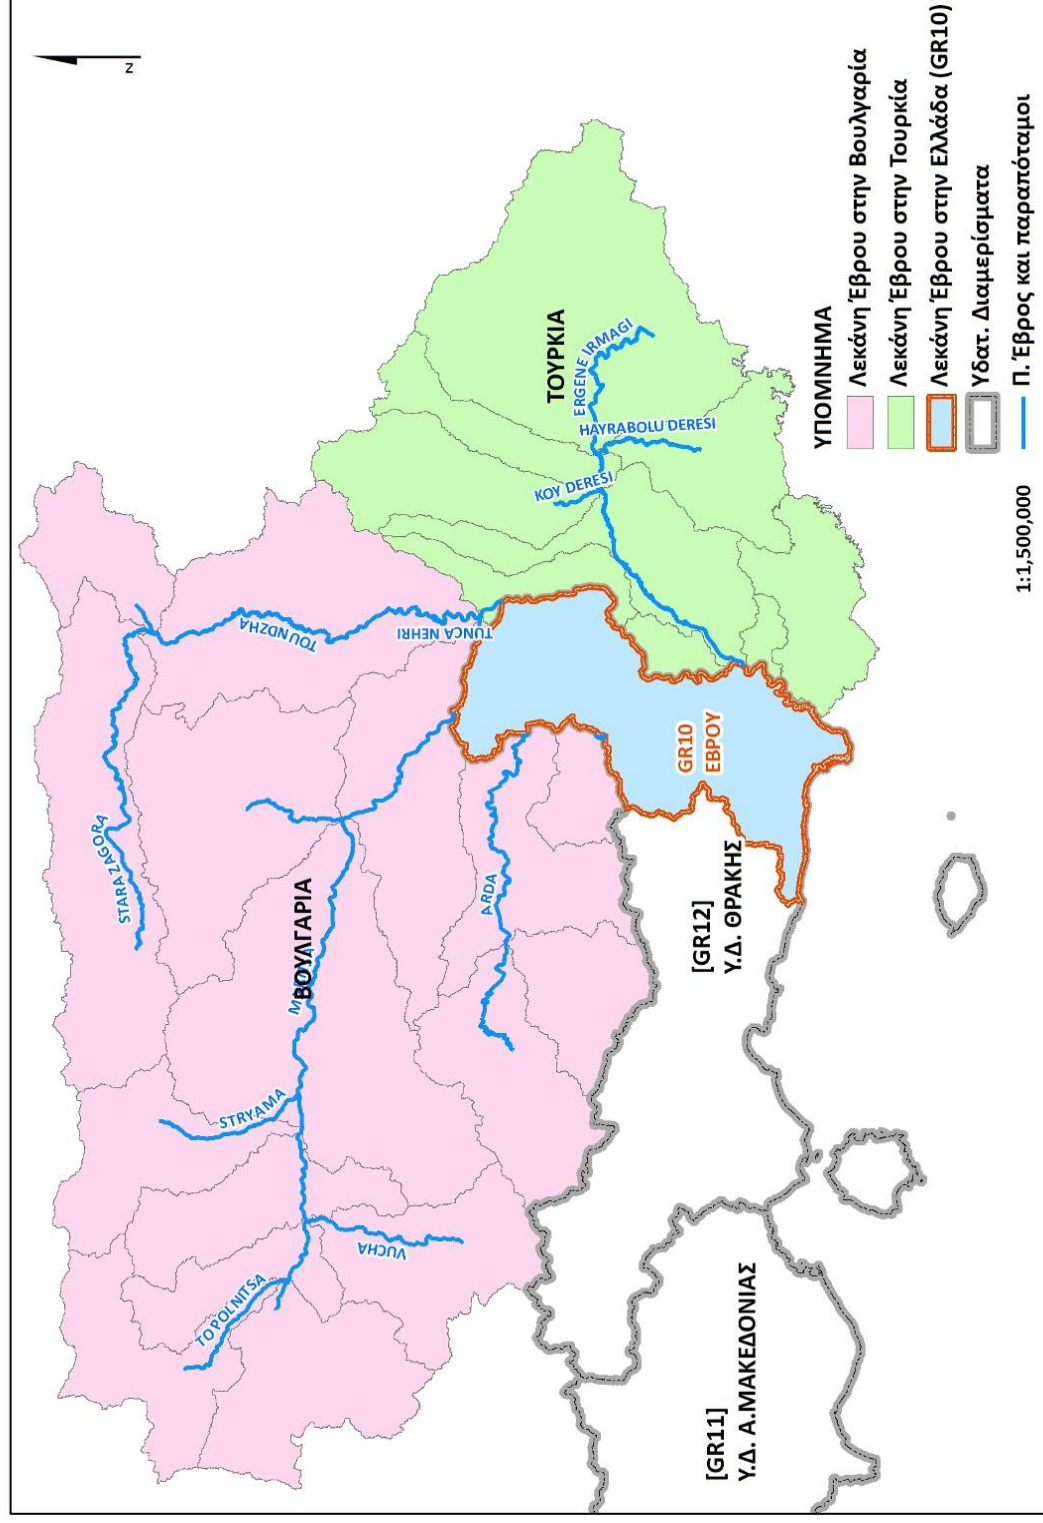 N
STARA ZAGORA
TOUNDZHA
TUNCA NEHRI
STRYAMA
TOPOLNITSA
VUCHA
ΒΟΥΛΓΑΡΙΑ
ARDA
ΤΟΥΡΚΙΑ
ERGENE IRMAGI
HAYRABOLU DERESI
KOY DERESI
GR10
ΕΒΡΟΥ
[GR12]
Υ.Δ. ΘΡΑΚΗΣ
[GR11]
Υ.Δ. Α.ΜΑΚΕΔΟΝΙΑΣ
ΥΠΟΜΝΗΜΑ
Λεκάνη Έβρου στην Βουλγαρία
Λεκάνη Έβρου στην Τουρκία
Λεκάνη Έβρου στην Ελλάδα (GR10)
Υδατ. Διαμερίσματα
Π. Έβρος και παραπόταμοι
1:1,500,000